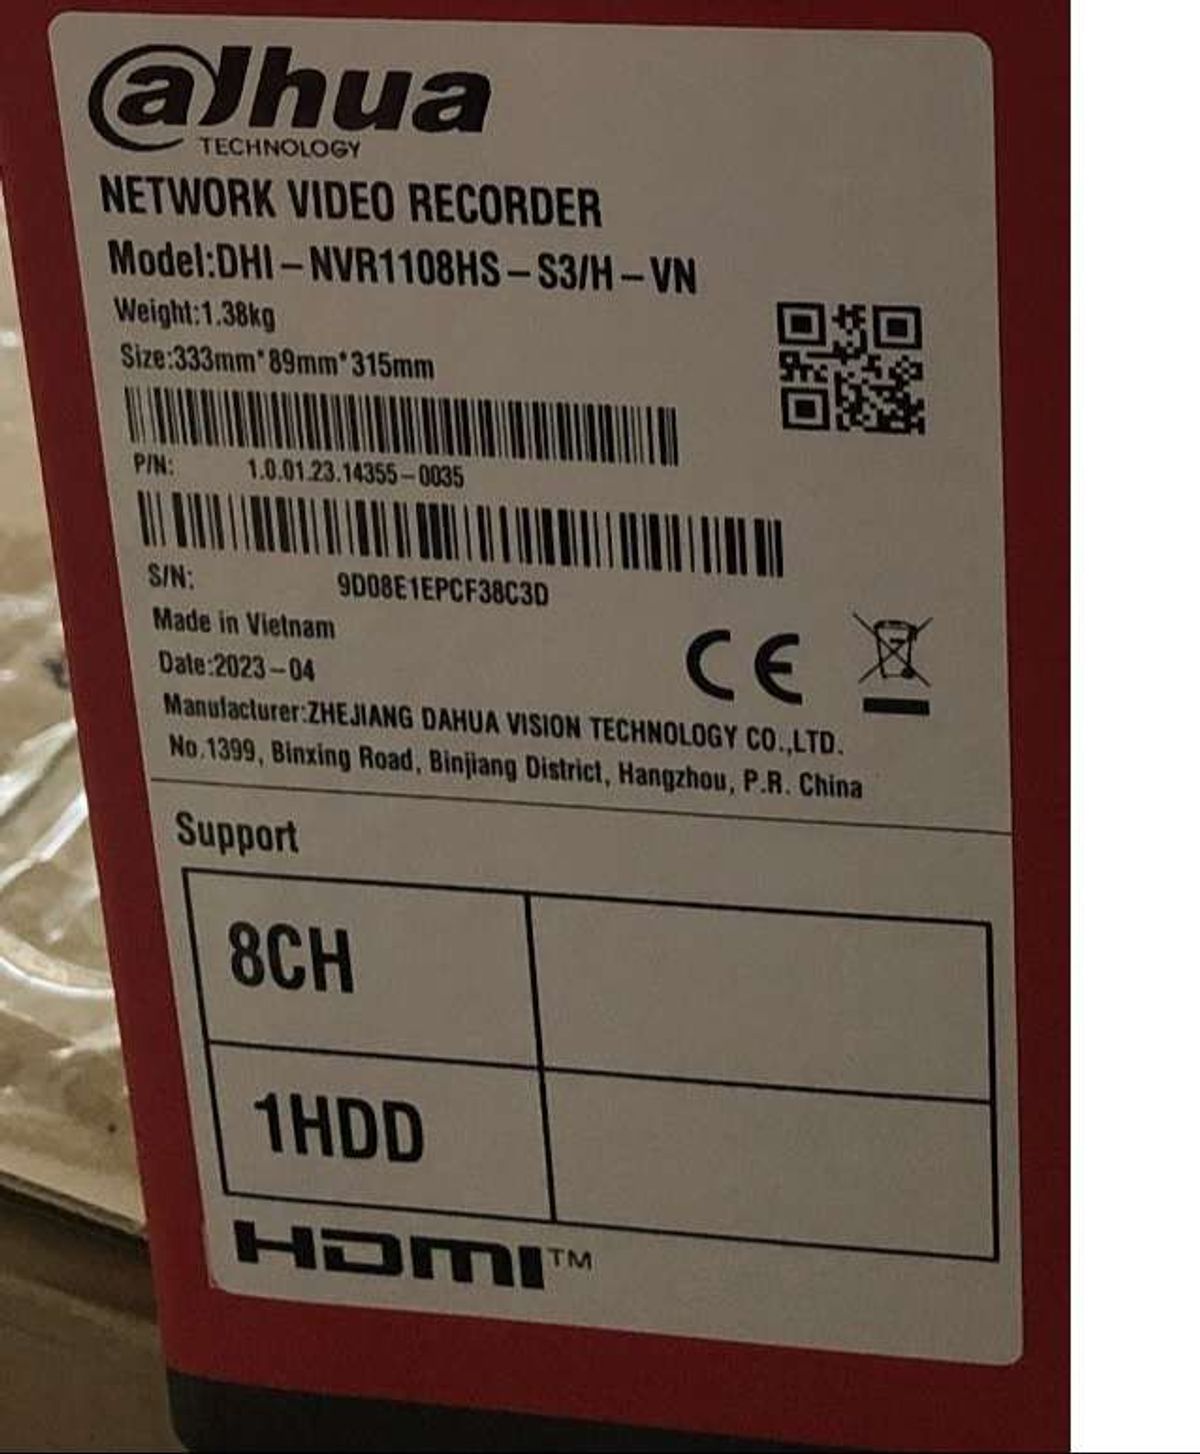 alhua
TECHNOLOGY
NETWORK VIDEO RECORDER
Model:DHI-NVR1108HS-S3/H-VN
Weight:1.38kg
Size:333mm*89mm*315mm
P/N: 1.0.01.23.14355-0035
S/N: 9D08E1EPCF38C3D
Made in Vietnam
Date:2023-04
CE
Manufacturer:ZHEJIANG DAHUA VISION TECHNOLOGY CO.,LTD.
No.1399, Binxing Road, Binjiang District, Hangzhou, P.R. China
Support
8CH
1HDD
HDMI™